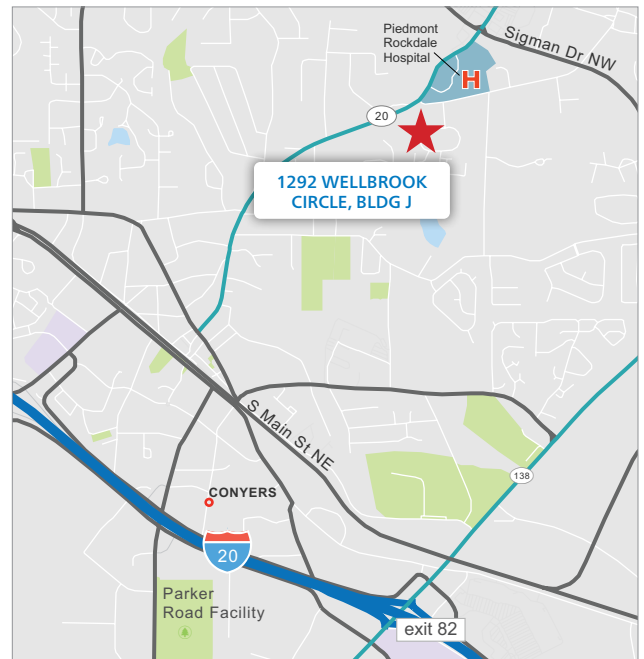 Piedmont
Rockdale
Hospital
H
Sigman Dr NW
20
1292 WELLBROOK
CIRCLE, BLDG J
S Main St NE
138
CONYERS
20
Parker
Road Facility
exit 82